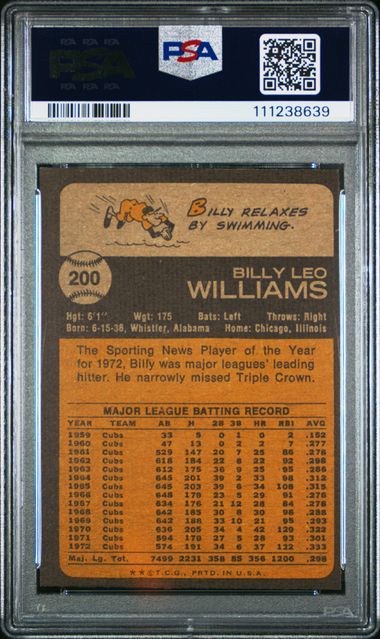 PSA
PSA
111238639
BILLY RELAXES
BY SWIMMING.
200
BILLY LEO
WILLIAMS
Hgt: 6'1" Wgt: 175 Bats: Left Throws: Right
Born: 6-15-38, Whistler, Alabama Home: Chicago, Illinois
The Sporting News Player of the Year
for 1972, Billy was major leagues' leading
hitter. He narrowly missed Triple Crown.
MAJOR LEAGUE BATTING RECORD
YEAR TEAM AB H 2B 3B HR RBI AVG
1959 Cubs 33 5 0 1 0 2 .152
1960 Cubs 47 13 0 2 2 7 .277
1961 Cubs 529 147 20 7 25 86 .278
1962 Cubs 618 184 22 8 22 92 .298
1963 Cubs 612 175 36 9 25 95 .286
1964 Cubs 645 201 39 2 33 98 .312
1965 Cubs 645 203 39 6 34 108 .315
1966 Cubs 648 179 23 5 29 91 .276
1967 Cubs 634 176 21 12 28 84 .278
1968 Cubs 642 185 30 8 30 98 .288
1969 Cubs 642 188 33 10 21 95 .293
1970 Cubs 636 205 34 4 42 129 .322
1971 Cubs 594 179 27 5 28 93 .301
1972 Cubs 574 191 34 6 37 122 .333
Maj. Lg. Tot. 7499 2231 358 85 356 1200 .298
**© T.C.G., PRTD. IN U.S.A.